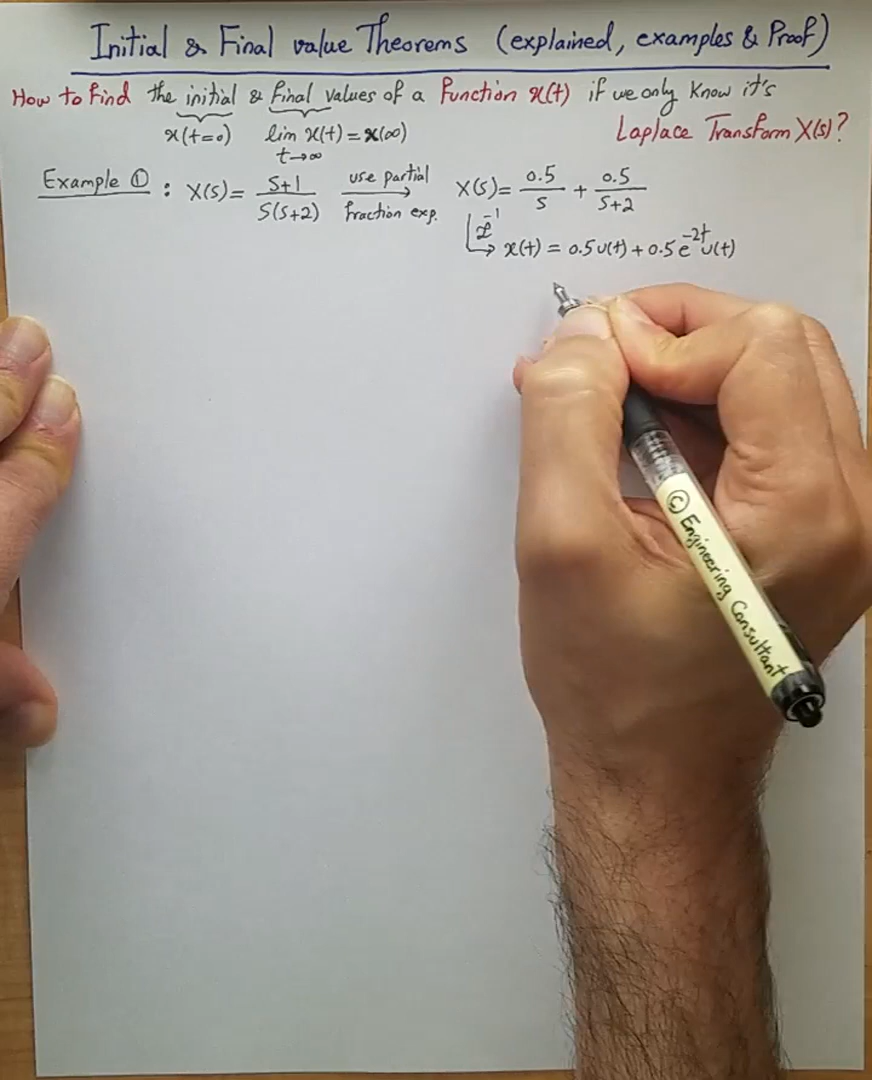 Initial & Final value Theorems (explained, examples & Proof)
How to find the initial & final values of a function x(t) if we only know it's
x(t=0) lim x(t) = x(∞) Laplace Transform X(s)?
t→∞
Example ① : X(s) = S+1 / S(S+2) use partial fraction exp. → X(s) = 0.5 / S + 0.5 / S+2
ℒ⁻¹ → x(t) = 0.5 u(t) + 0.5 e⁻²ᵗ u(t)
© Engineering Consultant